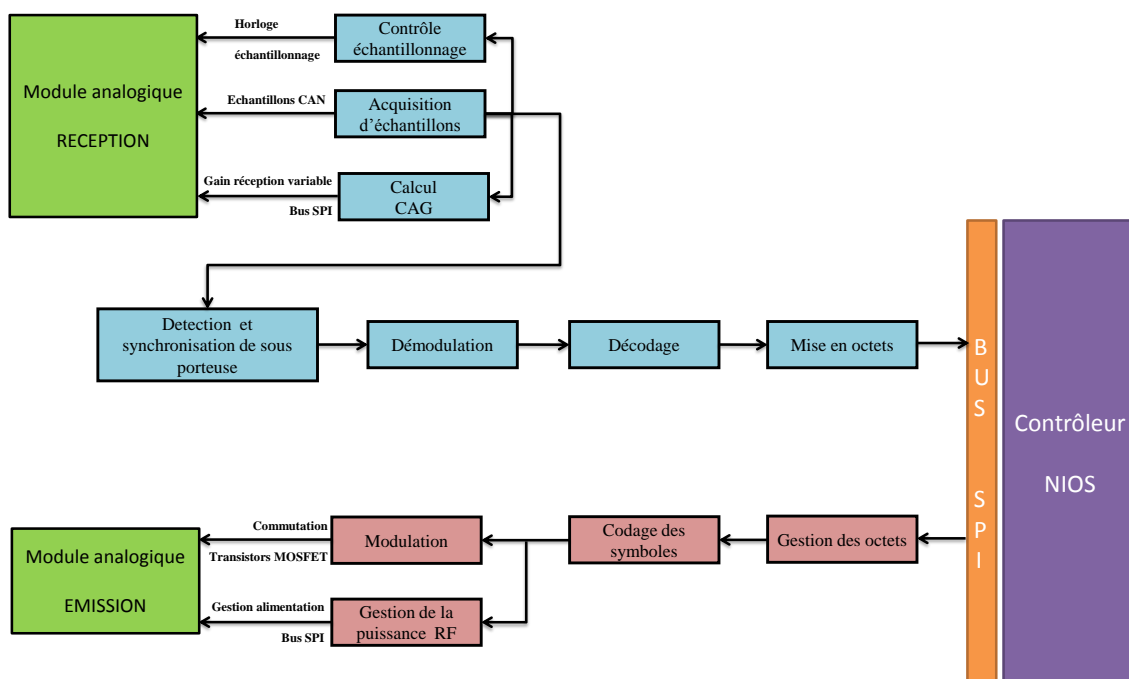 Module analogique
RECEPTION
Horloge
échantillonnage
Contrôle
échantillonnage
Echantillons CAN
Acquisition
d'échantillons
Gain réception variable
Bus SPI
Calcul
CAG
Detection et
synchronisation de sous
porteuse
Démodulation
Décodage
Mise en octets
BUS SPI
Contrôleur
NIOS
Module analogique
EMISSION
Commutation
Transistors MOSFET
Modulation
Gestion alimentation
Bus SPI
Gestion de la
puissance RF
Codage des
symboles
Gestion des octets